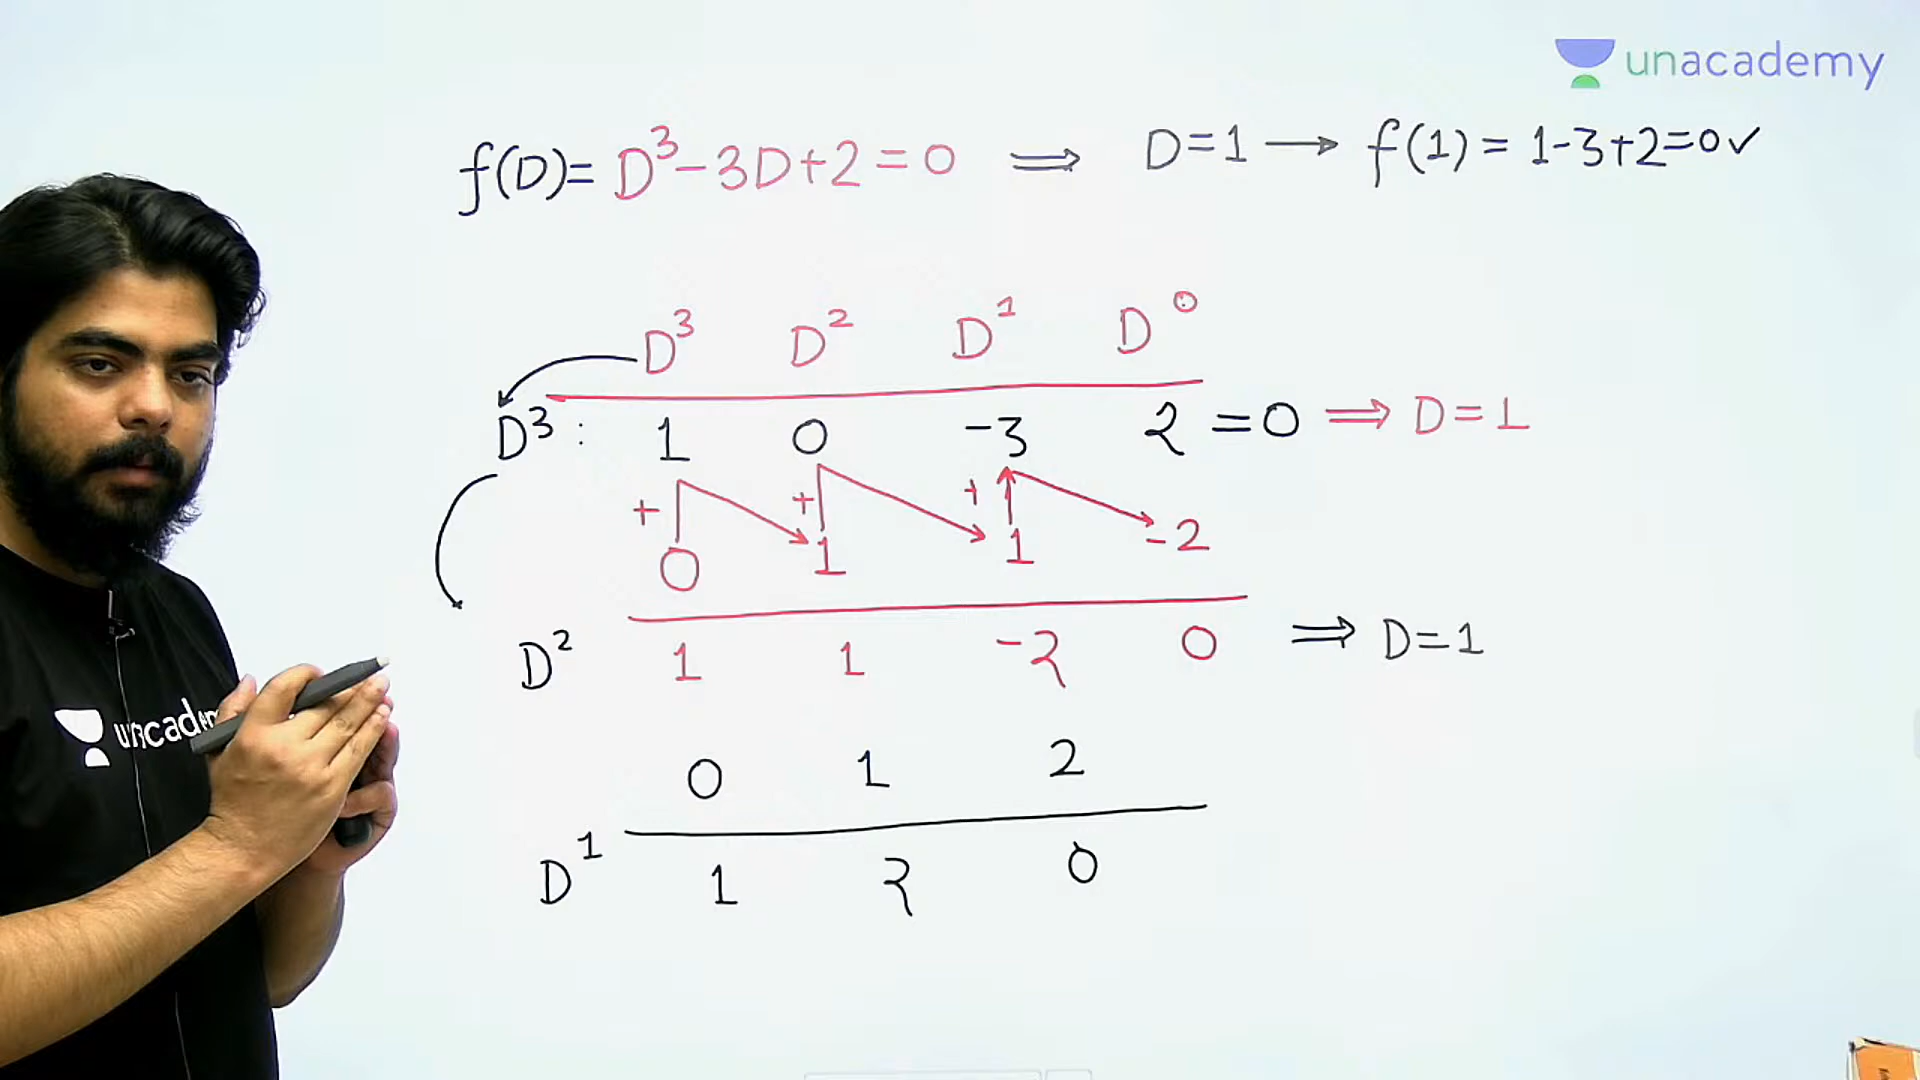 unacademy
f(D)= D³-3D+2=0 ⟹ D=1 → f(1)= 1-3+2=0✓
D³ D² D¹ D⁰
D³: 1 0 -3 2 =0 ⟹ D=1
+ + +
0 1 1 -2
D² 1 1 -2 0 ⟹ D=1
0 1 2
D¹ 1 2 0
unacadem